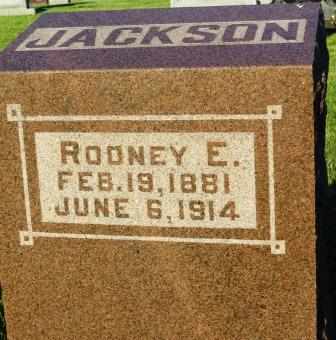 JACKSON
RODNEY E.
FEB. 19, 1881
JUNE 6, 1914